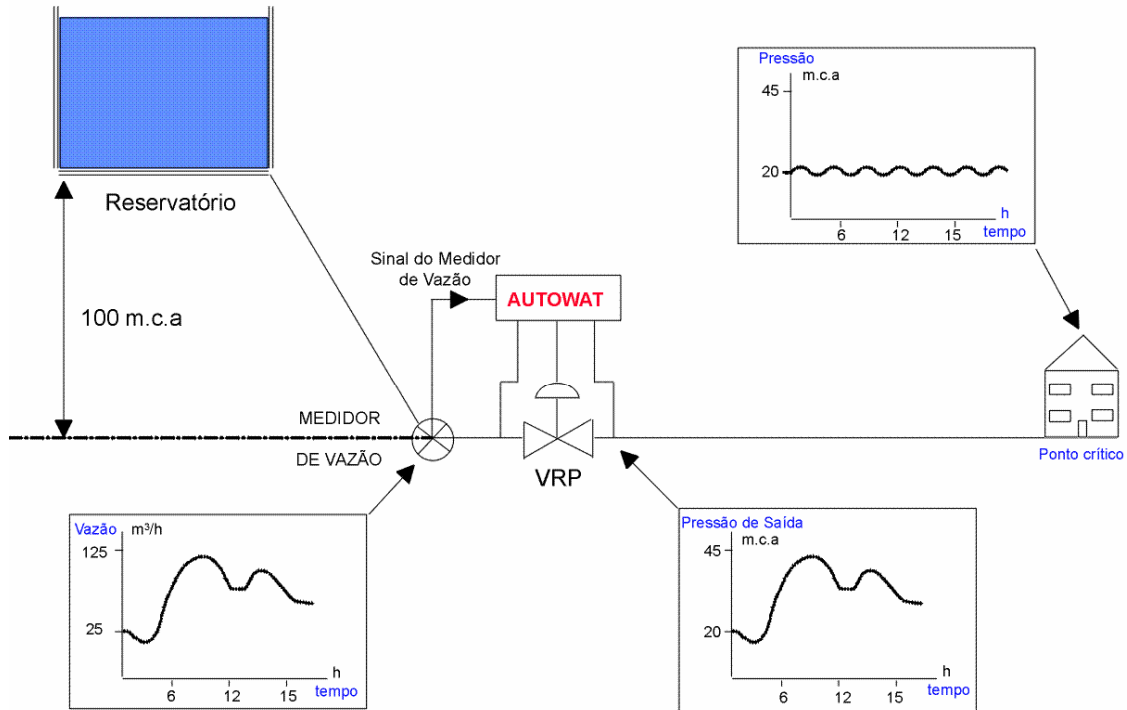 Reservatório
100 m.c.a
Sinal do Medidor
de Vazão
AUTOWAT
MEDIDOR
DE VAZÃO
VRP
Pressão
m.c.a
45
20
h
6 12 15 tempo
Ponto crítico
Vazão m³/h
125
25
h
6 12 15 tempo
Pressão de Saída
m.c.a
45
20
h
6 12 15 tempo